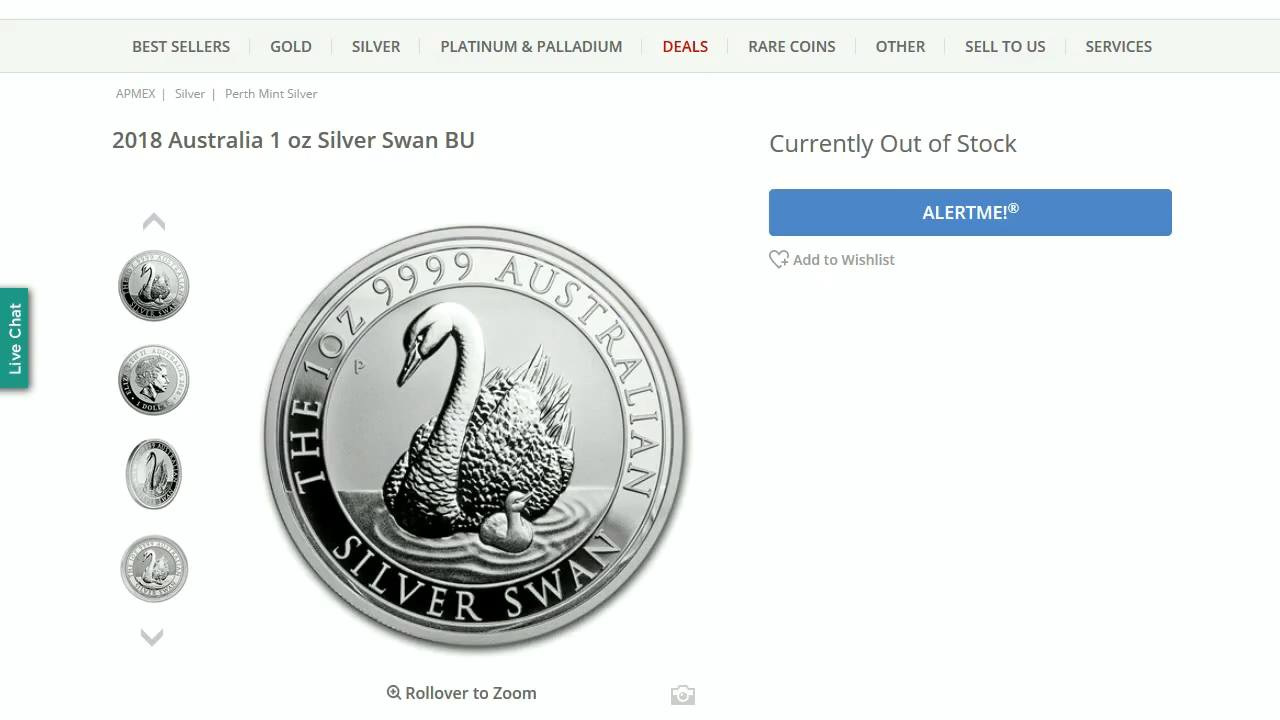 BEST SELLERS GOLD SILVER PLATINUM & PALLADIUM DEALS RARE COINS OTHER SELL TO US SERVICES
APMEX | Silver | Perth Mint Silver
2018 Australia 1 oz Silver Swan BU
Currently Out of Stock
ALERTME!®
Add to Wishlist
Live Chat
THE 1OZ 9999 AUSTRALIAN
SILVER SWAN
P
Rollover to Zoom